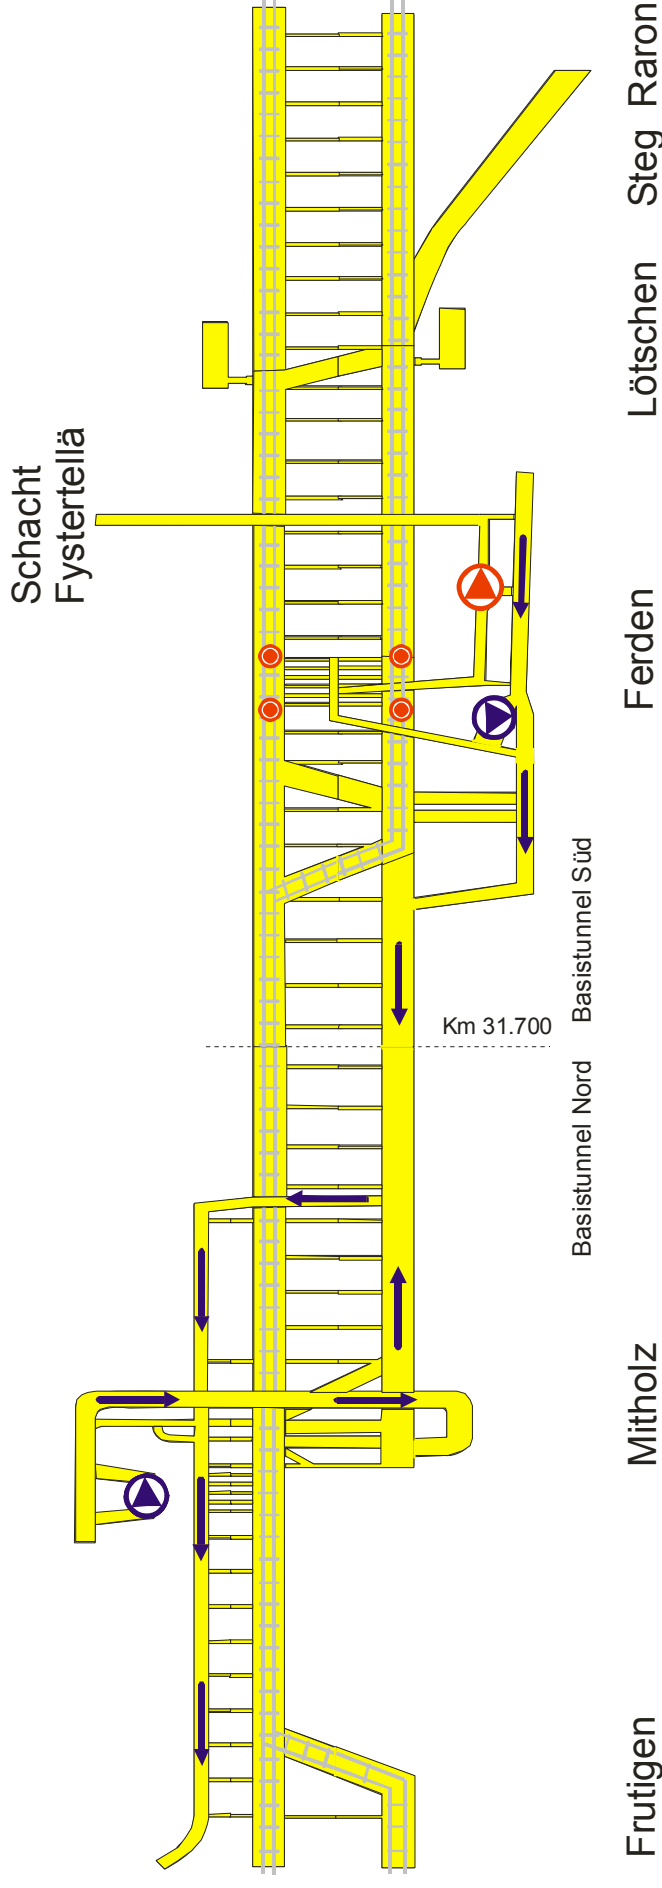 Schacht
Fystertellä
Steg Raron
Lötschen
Ferden
Basistunnel Süd
Km 31.700
Basistunnel Nord
Mitholz
Frutigen